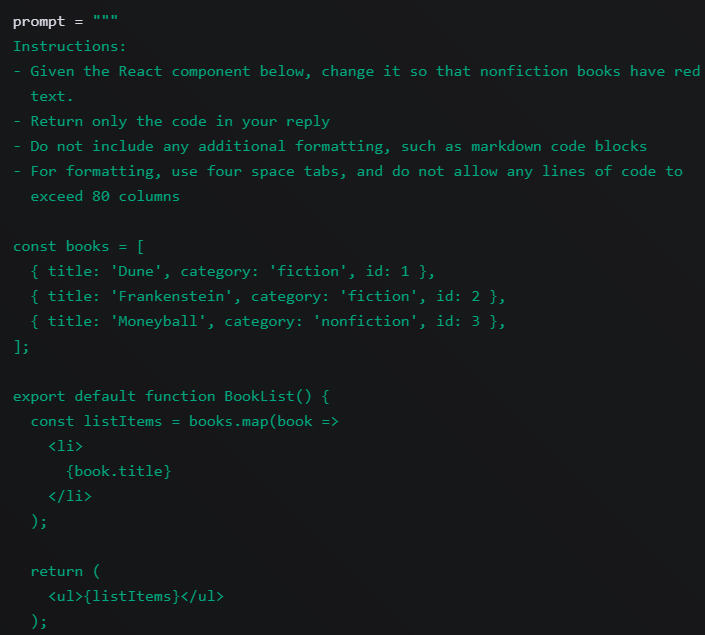 prompt = """
Instructions:
- Given the React component below, change it so that nonfiction books have red
  text.
- Return only the code in your reply
- Do not include any additional formatting, such as markdown code blocks
- For formatting, use four space tabs, and do not allow any lines of code to
  exceed 80 columns

const books = [
  { title: 'Dune', category: 'fiction', id: 1 },
  { title: 'Frankenstein', category: 'fiction', id: 2 },
  { title: 'Moneyball', category: 'nonfiction', id: 3 },
];

export default function BookList() {
  const listItems = books.map(book =>
    <li>
      {book.title}
    </li>
  );

  return (
    <ul>{listItems}</ul>
  );